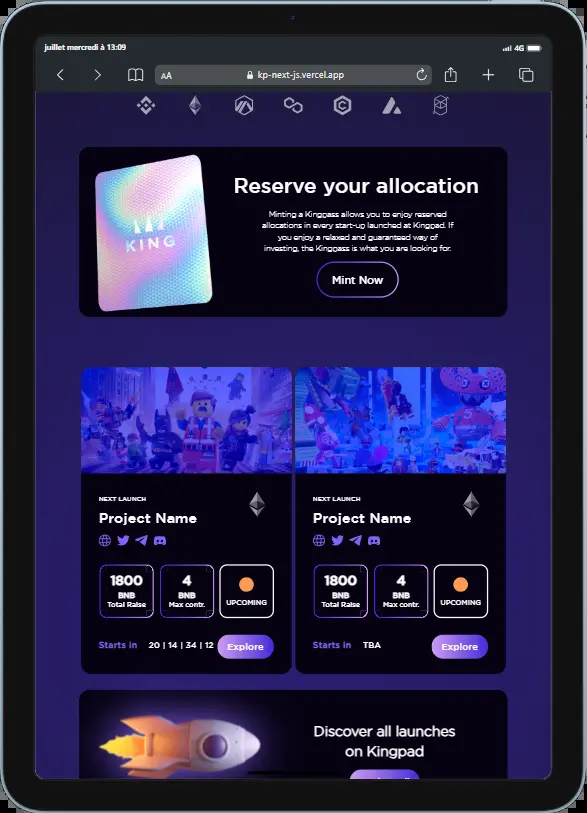 juillet mercredi à 13:09
4G
AA
kp-next-js.vercel.app
Reserve your allocation
KING
Minting a Kingpass allows you to enjoy reserved
allocations in every start-up launched at Kingpad. If
you enjoy a relaxed and guaranteed way of
investing, the Kingpass is what you are looking for.
Mint Now
NEXT LAUNCH
Project Name
1800
BNB
Total Raise
4
BNB
Max contr.
UPCOMING
Starts in
20 | 14 | 34 | 12
Explore
NEXT LAUNCH
Project Name
1800
BNB
Total Raise
4
BNB
Max contr.
UPCOMING
Starts in
TBA
Explore
Discover all launches
on Kingpad